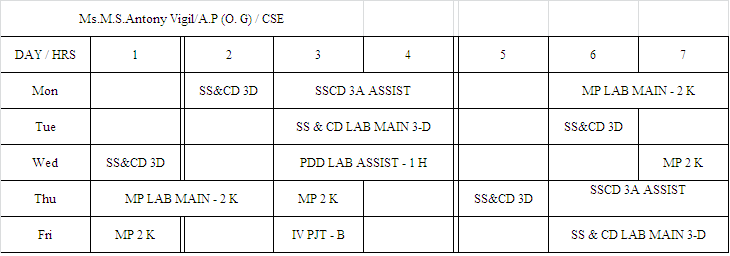 Ms.M.S.Antony Vigil/A.P (O. G) / CSE
DAY / HRS 1 2 3 4 5 6 7
Mon SS&CD 3D SSCD 3A ASSIST MP LAB MAIN - 2 K
Tue SS & CD LAB MAIN 3-D SS&CD 3D
Wed SS&CD 3D PDD LAB ASSIST - 1 H MP 2 K
Thu MP LAB MAIN - 2 K MP 2 K SS&CD 3D SSCD 3A ASSIST
Fri MP 2 K IV PJT - B SS & CD LAB MAIN 3-D